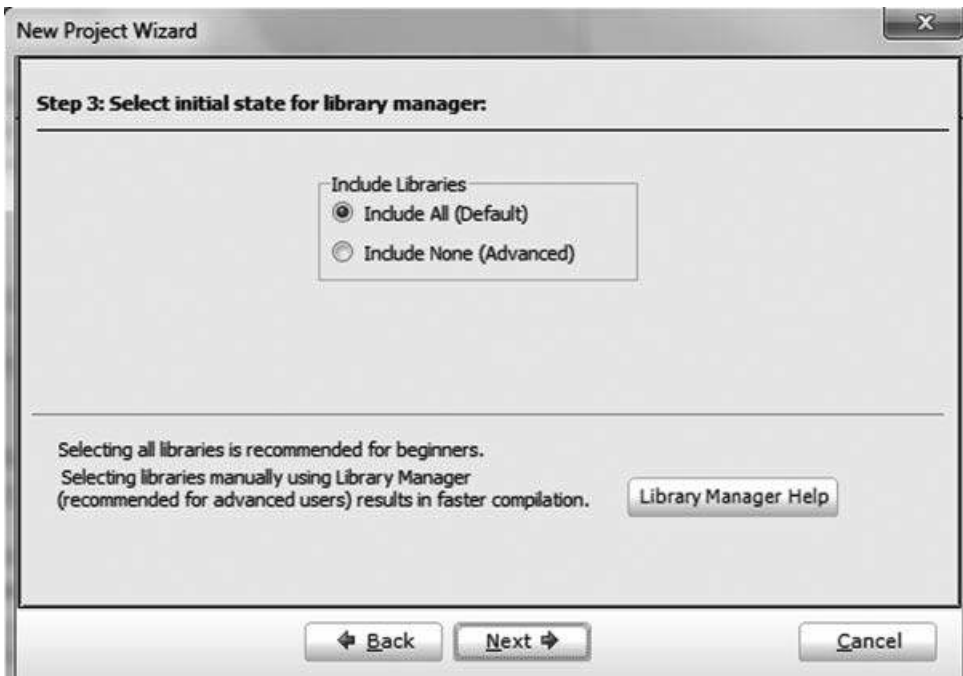 New Project Wizard
x
Step 3: Select initial state for library manager:
Include Libraries
Include All (Default)
Include None (Advanced)
Selecting all libraries is recommended for beginners.
Selecting libraries manually using Library Manager
(recommended for advanced users) results in faster compilation.
Library Manager Help
Back
Next
Cancel